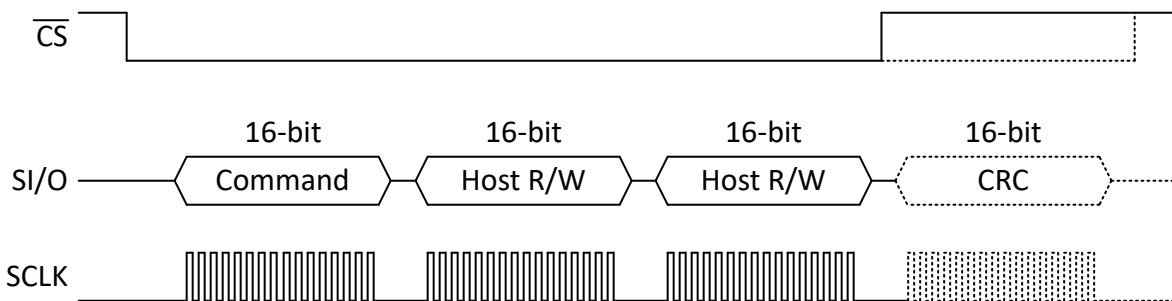 CS
16-bit 16-bit 16-bit 16-bit
SI/O Command Host R/W Host R/W CRC
SCLK